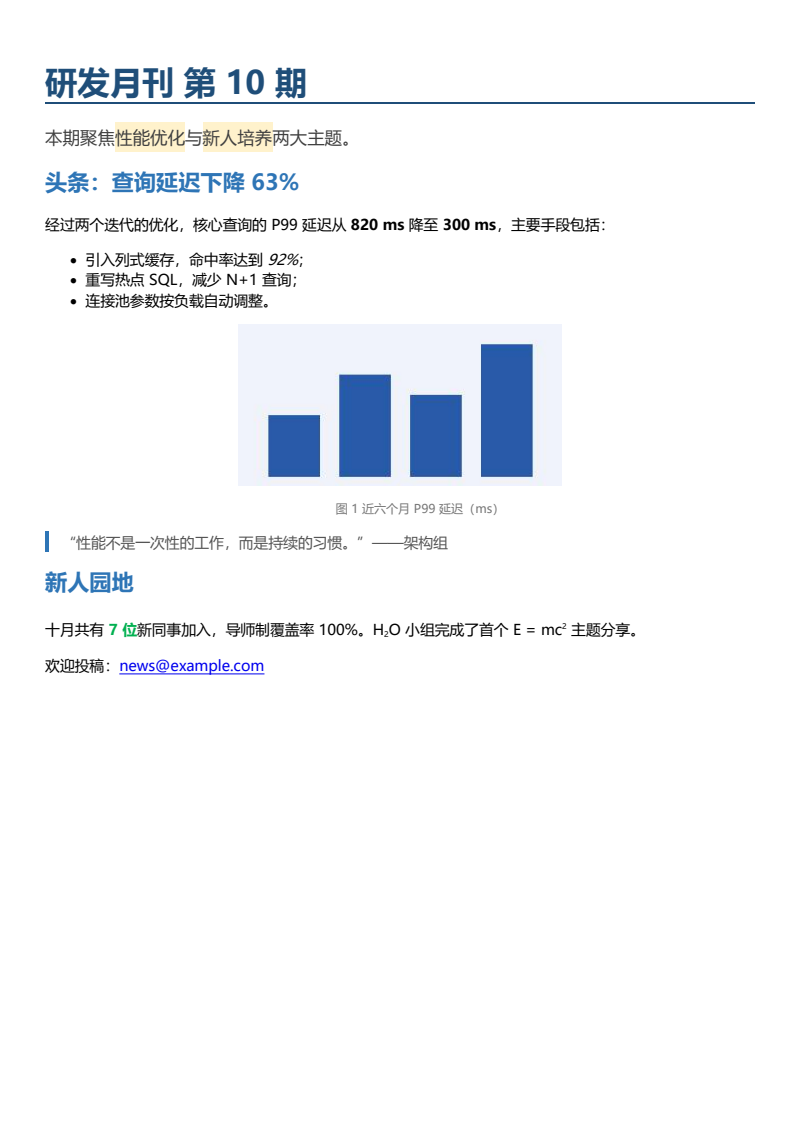 研发月刊 第 10 期
本期聚焦性能优化与新人培养两大主题。
头条：查询延迟下降 63%
经过两个迭代的优化，核心查询的 P99 延迟从 820 ms 降至 300 ms，主要手段包括：
• 引入列式缓存，命中率达到 92%；
• 重写热点 SQL，减少 N+1 查询；
• 连接池参数按负载自动调整。
图 1 近六个月 P99 延迟（ms）
“性能不是一次性的工作，而是持续的习惯。”——架构组
新人园地
十月共有 7 位新同事加入，导师制覆盖率 100%。H₂O 小组完成了首个 E = mc² 主题分享。
欢迎投稿：news@example.com